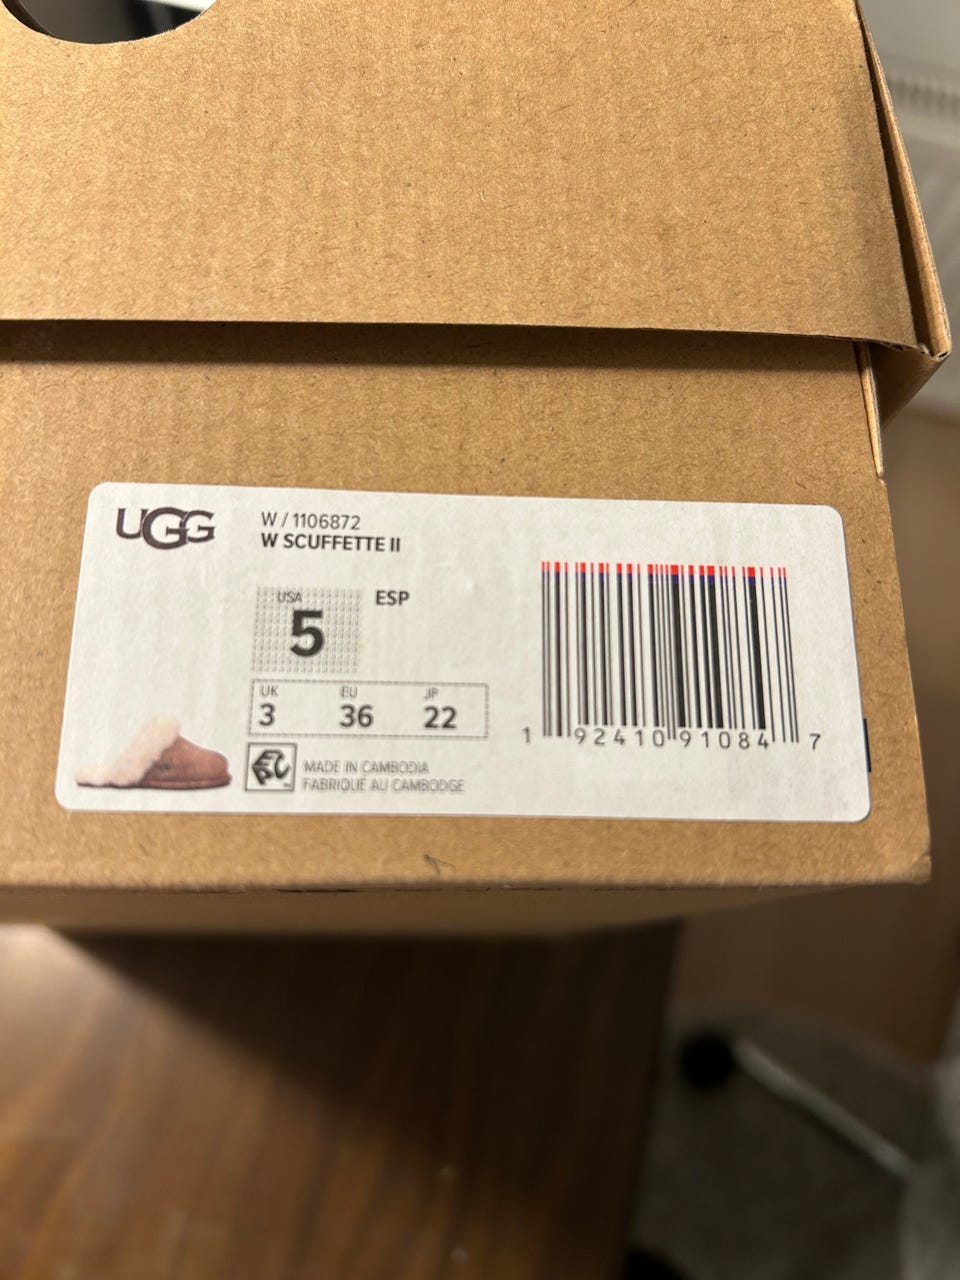 UGG
W / 1106872
W SCUFFETTE II
USA
5
ESP
UK EU JP
3 36 22
MADE IN CAMBODIA
FABRIQUE AU CAMBODGE
1 92410 91084 7